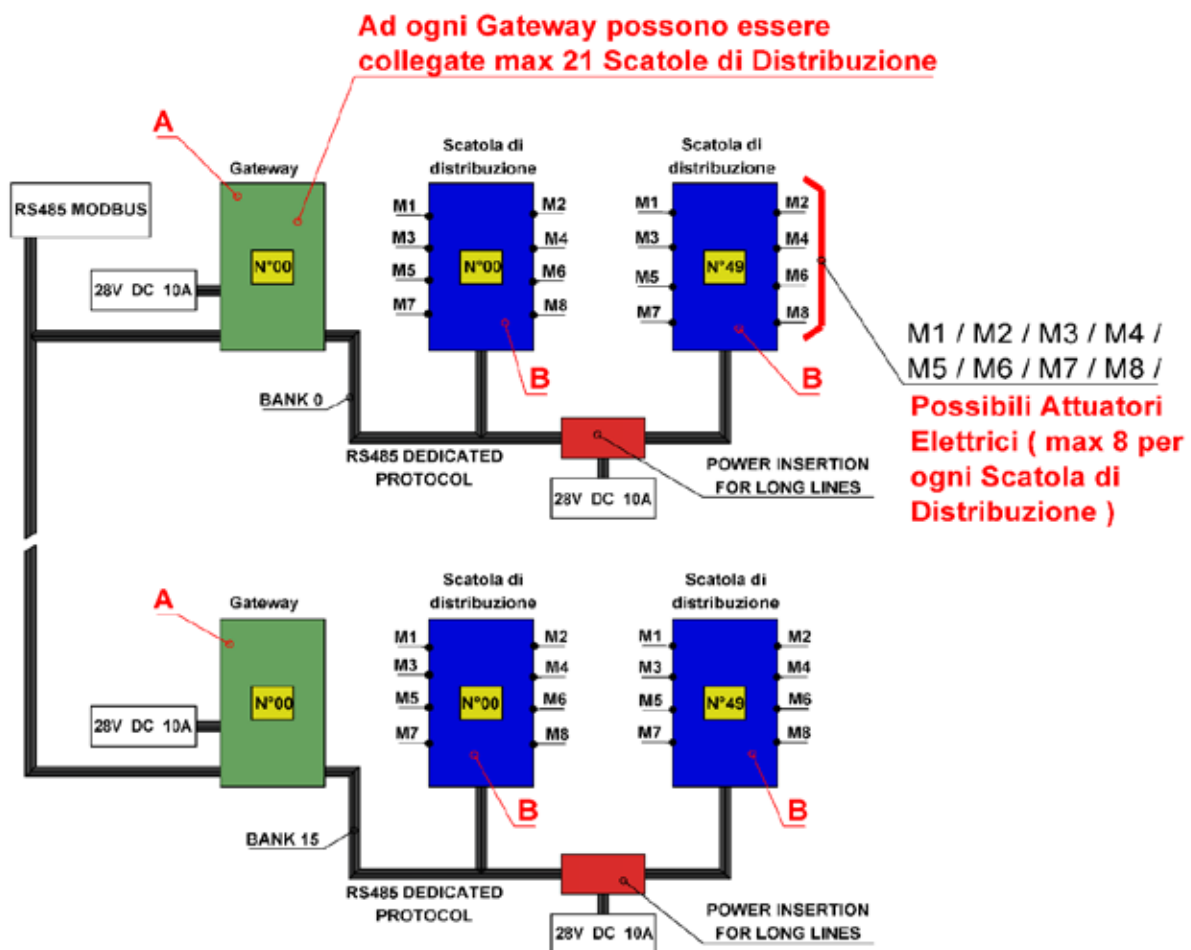 Ad ogni Gateway possono essere
collegate max 21 Scatole di Distribuzione
A
Gateway
Scatola di
distribuzione
Scatola di
distribuzione
RS485 MODBUS
28V DC 10A
N°00
M1
M3
M5
M7
N°00
M2
M4
M6
M8
M1
M3
M5
M7
N°49
M2
M4
M6
M8
B
B
BANK 0
RS485 DEDICATED
PROTOCOL
28V DC 10A
POWER INSERTION
FOR LONG LINES
M1 / M2 / M3 / M4 /
M5 / M6 / M7 / M8 /
Possibili Attuatori
Elettrici ( max 8 per
ogni Scatola di
Distribuzione )
A
Gateway
Scatola di
distribuzione
Scatola di
distribuzione
28V DC 10A
N°00
M1
M3
M5
M7
N°00
M2
M4
M6
M8
M1
M3
M5
M7
N°49
M2
M4
M6
M8
B
B
BANK 15
RS485 DEDICATED
PROTOCOL
28V DC 10A
POWER INSERTION
FOR LONG LINES